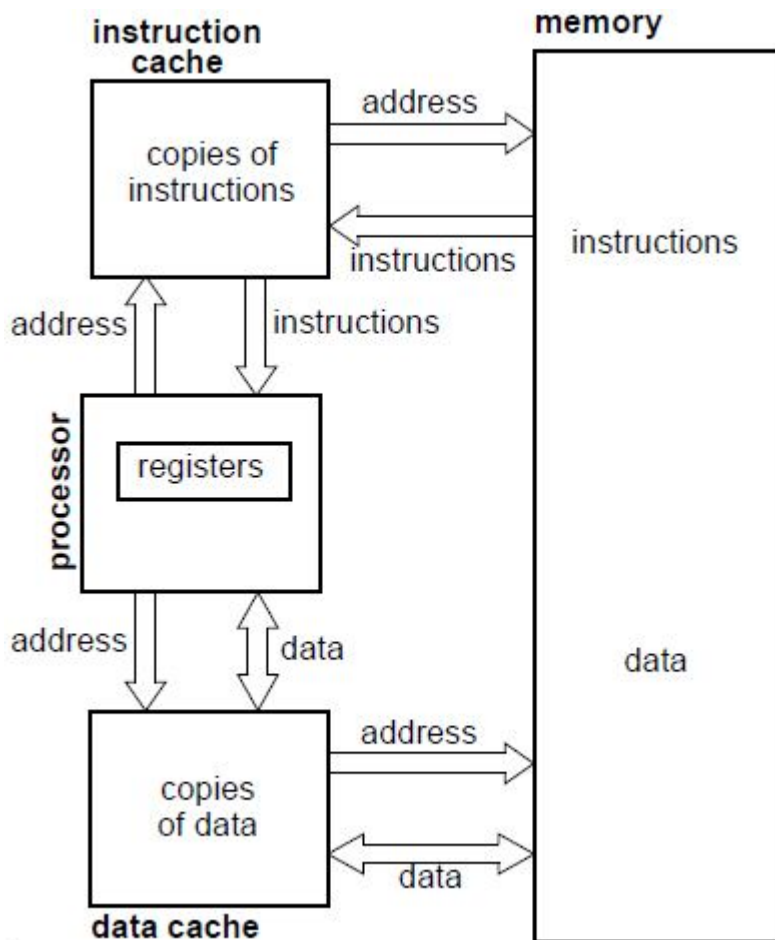 instruction
cache
memory
address
copies of
instructions
instructions
instructions
address
instructions
processor
registers
address
data
data
address
copies
of data
data
data cache